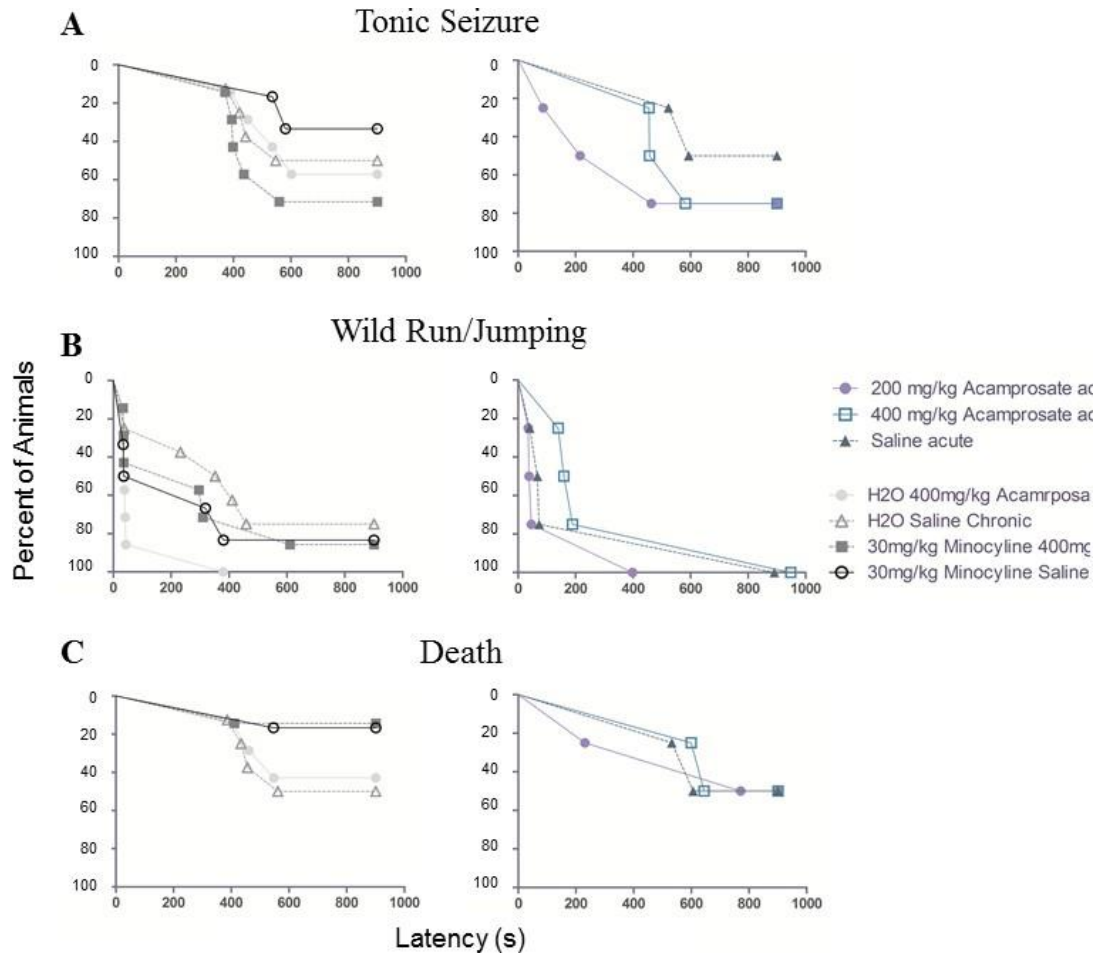 A
Tonic Seizure
0
20
40
60
80
100
0 200 400 600 800 1000
0
20
40
60
80
100
0 200 400 600 800 1000
B
Wild Run/Jumping
Percent of Animals
0
20
40
60
80
100
0 200 400 600 800 1000
0
20
40
60
80
100
0 200 400 600 800 1000
200 mg/kg Acamprosate ac
400 mg/kg Acamprosate ac
Saline acute
H2O 400mg/kg Acamrposa
H2O Saline Chronic
30mg/kg Minocyline 400mg
30mg/kg Minocyline Saline
C
Death
0
20
40
60
80
100
0 200 400 600 800 1000
0
20
40
60
80
100
0 200 400 600 800 1000
Latency (s)